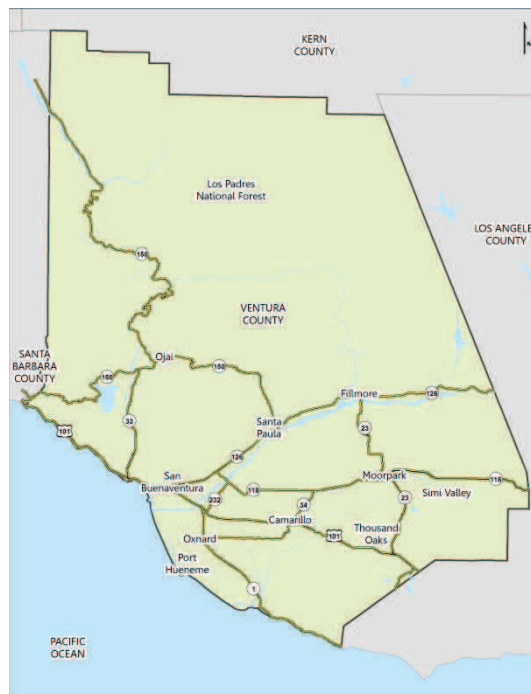 KERN
COUNTY
Los Padres
National Forest
LOS ANGELE
COUNTY
150
VENTURA
COUNTY
SANTA
BARBARA
COUNTY
Ojai
150
150
Fillmore
126
33
101
Santa
Paula
23
126
San
Buenaventura
Moorpark
118
118
232
34
23
Simi Valley
Camarillo
101
Thousand
Oaks
Oxnard
Port
Hueneme
1
PACIFIC
OCEAN